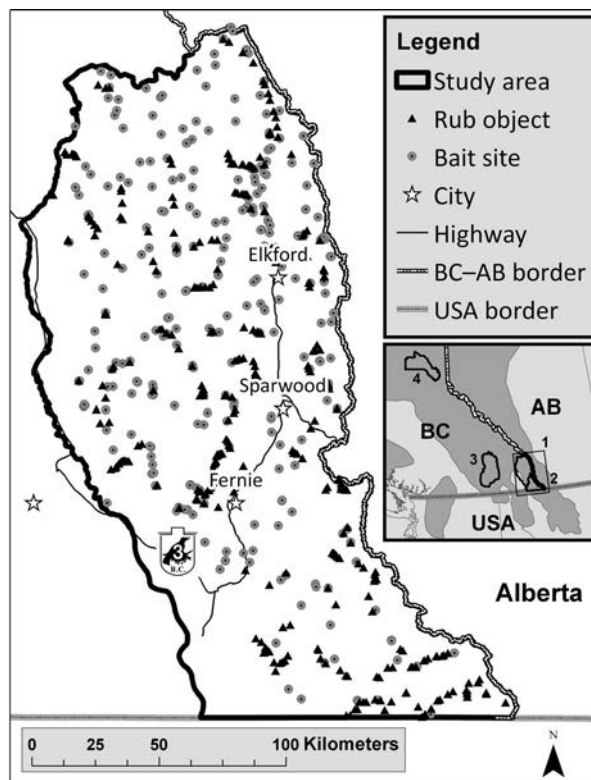 Legend
Study area
Rub object
Bait site
City
Highway
BC–AB border
USA border
Elkford
Sparwood
Fernie
3
B.C.
4
AB
BC
1
3
2
USA
Alberta
0 25 50 100 Kilometers
N